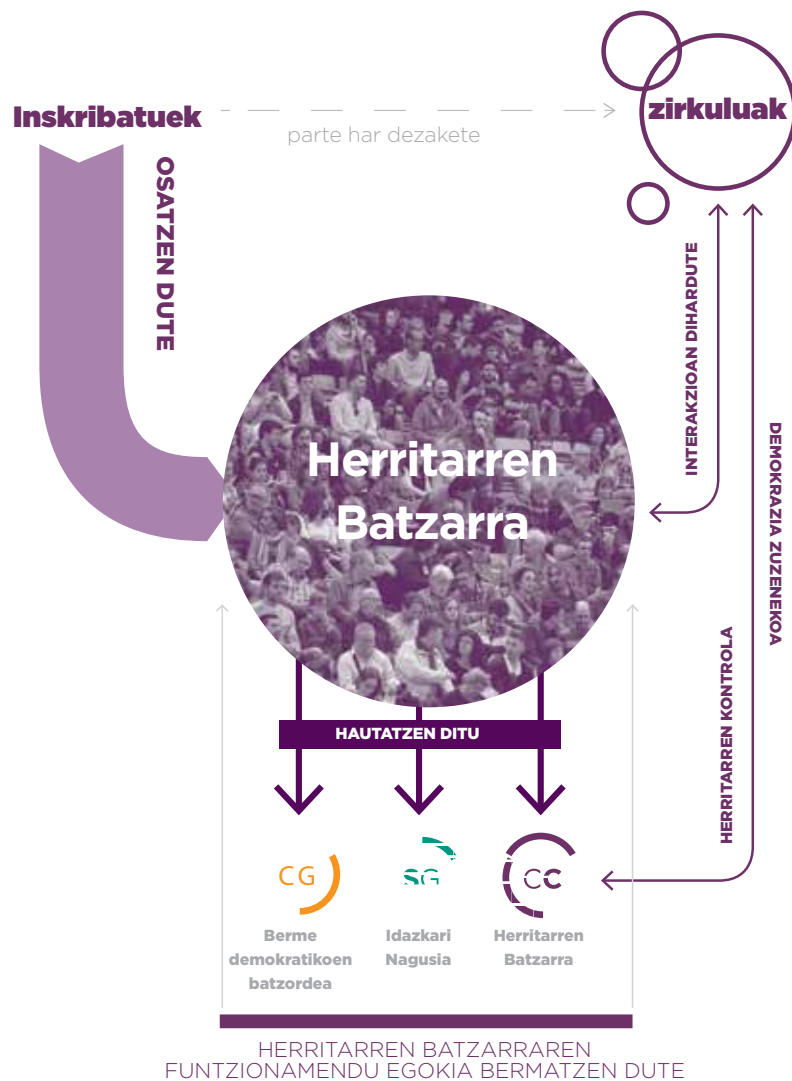 Inskribatuek
parte har dezakete
zirkuluak
OSATZEN DUTE
INTERAKZIOAN DIHARDUTE
DEMOKRAZIA ZUZENEKOA
HERRITARREN KONTROLA
Herritarren
Batzarra
HAUTATZEN DITU
CG
SG
CC
Berme
demokratikoen
batzordea
Idazkari
Nagusia
Herritarren
Batzarra
HERRITARREN BATZARRAREN
FUNTZIONAMENDU EGOKIA BERMATZEN DUTE